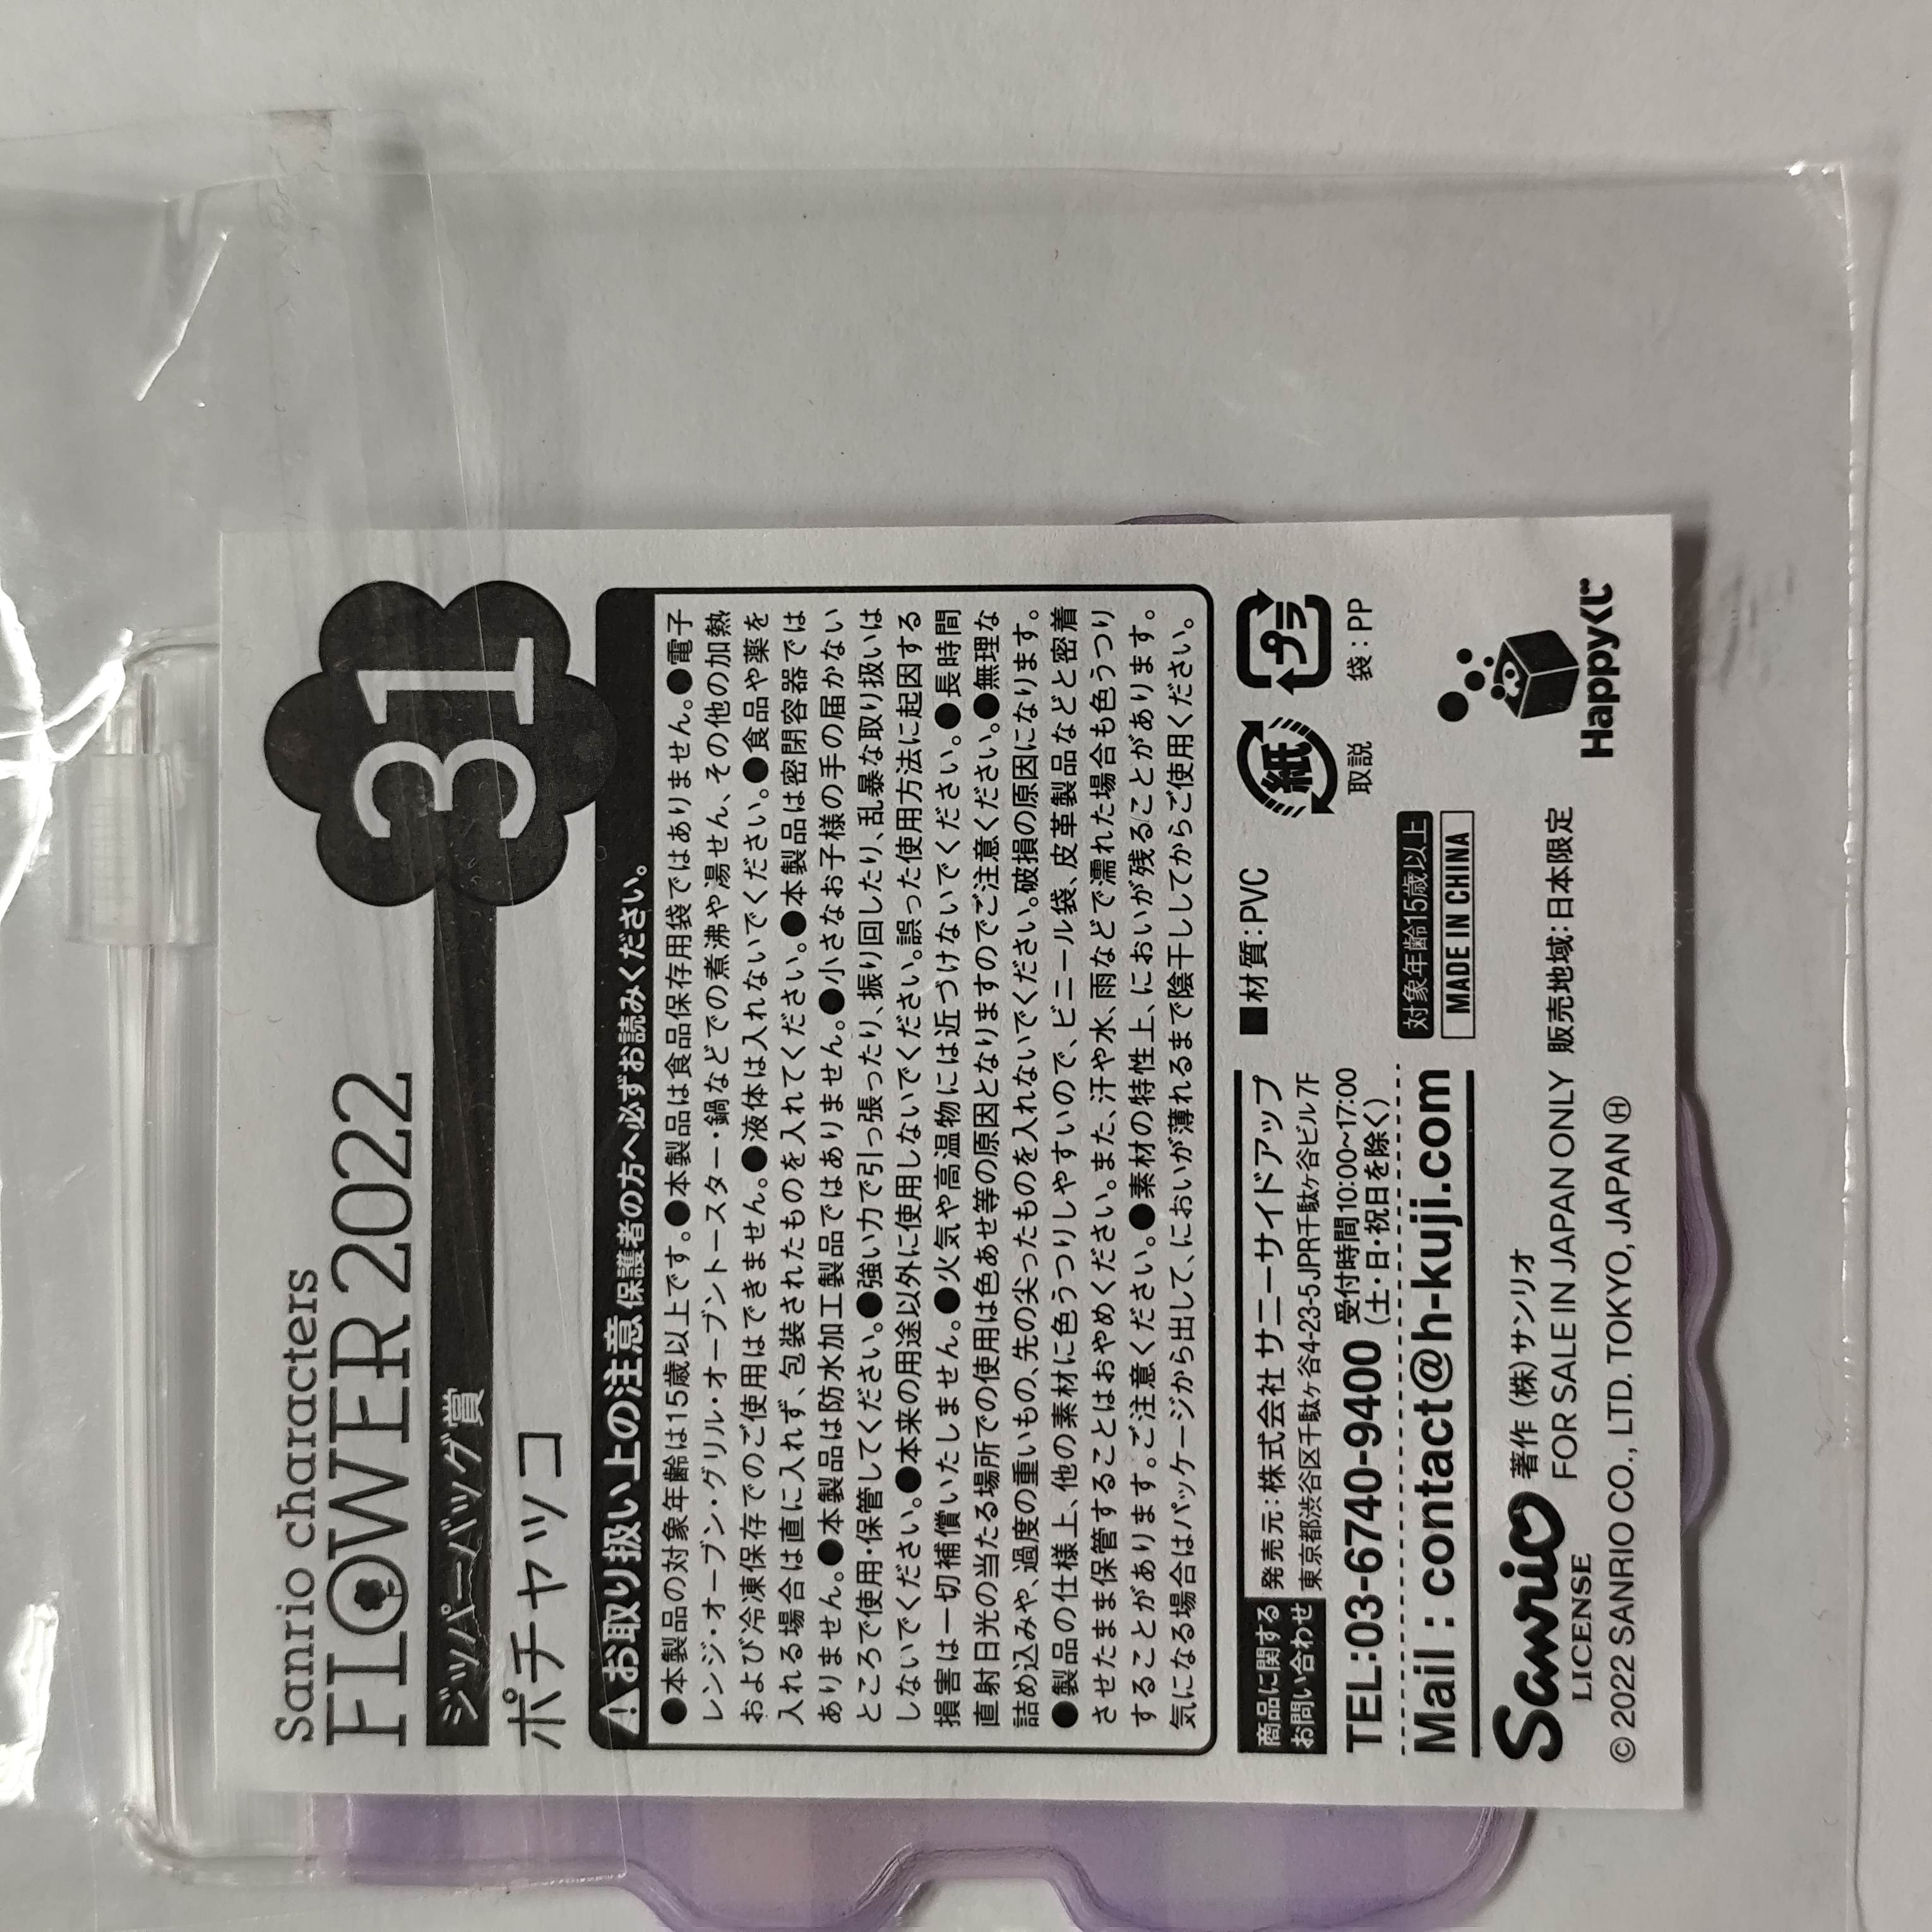 Sanrio characters
FLOWER 2022
31
ジッパーバッグ賞
ポチャッコ
お取り扱い上の注意 保護者の方へ必ずお読みください。
●本製品の対象年齢は15歳以上です。●本製品は食品保存用袋ではありません。●電子
レンジ・オーブン・グリル・オーブントースター・鍋などでの煮沸や湯せん、その他の加熱
および冷凍保存でのご使用はできません。●液体は入れないでください。●食品や薬を
入れる場合は直に入れず、包装されたものを入れてください。●本製品は密閉容器では
ありません。●本製品は防水加工製品ではありません。●小さなお子様の手の届かない
ところで使用・保管してください。●強い力で引っ張ったり、振り回したり、乱暴な取り扱いは
しないでください。●本来の用途以外に使用しないでください。誤った使用方法に起因する
損害は一切補償いたしません。●火気や高温物には近づけないでください。●長時間
直射日光の当たる場所での使用は色あせ等の原因となりますのでご注意ください。●無理な
詰め込みや、過度の重いもの、先の尖ったものを入れないでください。破損の原因になります。
●製品の仕様上、他の素材に色うつりしやすいので、ビニール袋、皮革製品などと密着
させたまま保管することはおやめください。また、汗や水、雨などで濡れた場合も色うつり
することがあります。ご注意ください。●素材の特性上、においが残ることがあります。
気になる場合はパッケージから出して、においが薄れるまで陰干ししてからご使用ください。
商品に関する
お問い合わせ
発売元:株式会社 サニーサイドアップ
東京都渋谷区千駄ヶ谷4-23-5JPR千駄ヶ谷ビル7F
TEL:03-6740-9400 受付時間10:00~17:00
(土・日・祝日を除く)
Mail : contact@h-kuji.com
■材質:PVC
紙
取説
プラ
袋:PP
対象年齢15歳以上
MADE IN CHINA
Sanrio
LICENSE
著作(株)サンリオ
FOR SALE IN JAPAN ONLY 販売地域:日本限定
© 2022 SANRIO CO., LTD. TOKYO, JAPAN Ⓗ
Happyくじ